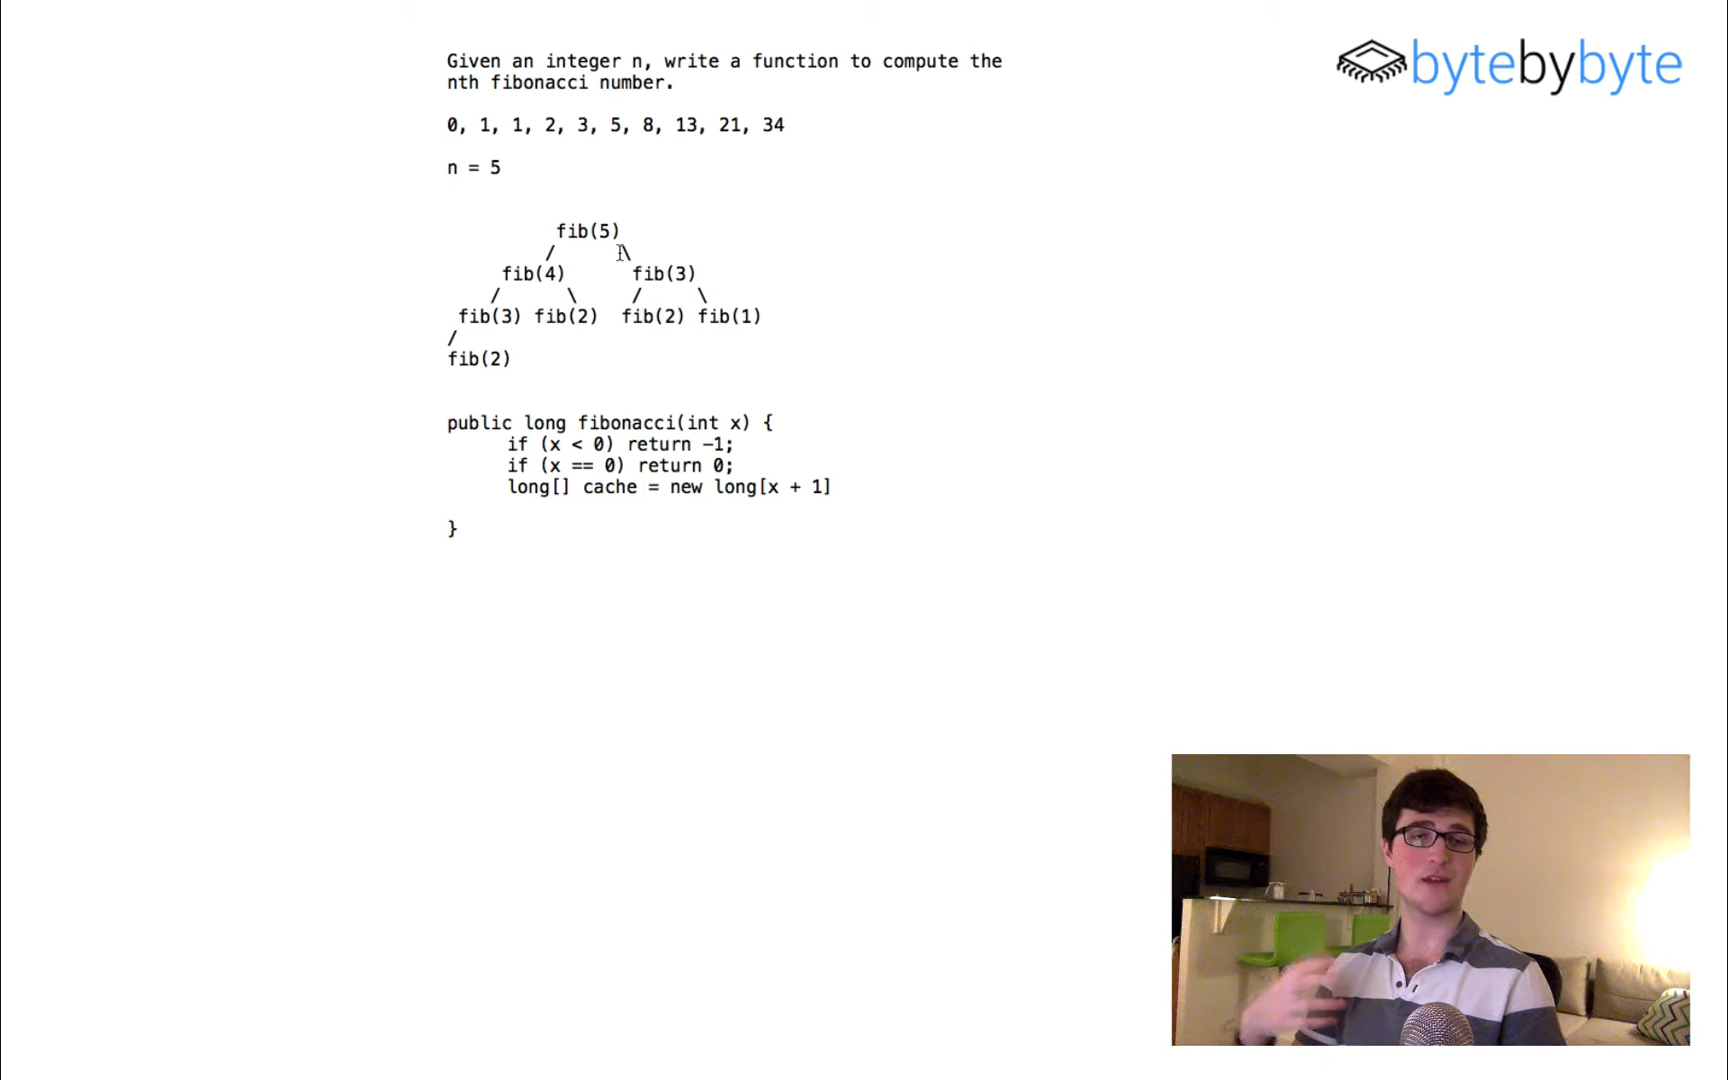 bytebybyte
Given an integer n, write a function to compute the
nth fibonacci number.
0, 1, 1, 2, 3, 5, 8, 13, 21, 34
n = 5
fib(5)
/ \
fib(4) fib(3)
/ \ / \
fib(3) fib(2) fib(2) fib(1)
/
fib(2)
public long fibonacci(int x) {
if (x < 0) return -1;
if (x == 0) return 0;
long[] cache = new long[x + 1]
}